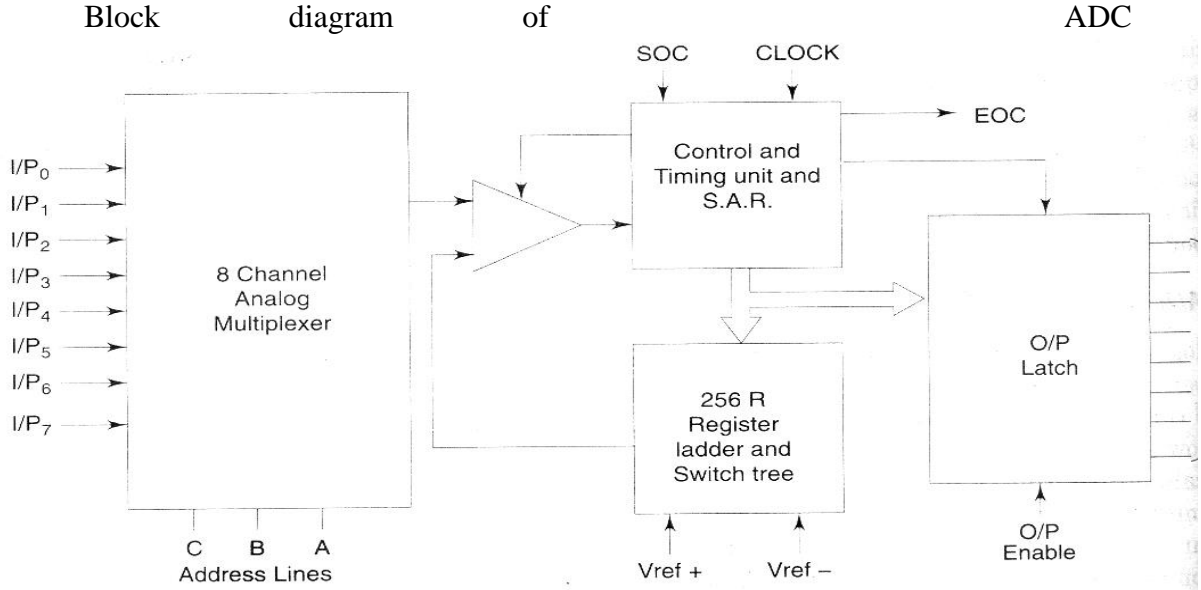 Block diagram of ADC
SOC CLOCK
EOC
I/P0
I/P1
I/P2
I/P3
I/P4
I/P5
I/P6
I/P7
8 Channel
Analog
Multiplexer
Control and
Timing unit and
S.A.R.
256 R
Register
ladder and
Switch tree
O/P
Latch
C B A
Address Lines
Vref + Vref –
O/P
Enable